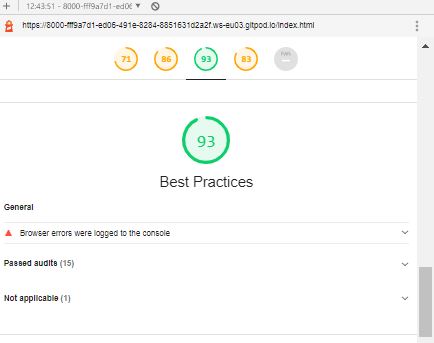 12:43:51 - 8000-fff9a7d1-ed06
https://8000-fff9a7d1-ed06-491e-8284-8851631d2a2f.ws-eu03.gitpod.io/index.html
71
86
93
83
PWA
93
Best Practices
General
Browser errors were logged to the console
Passed audits (15)
Not applicable (1)